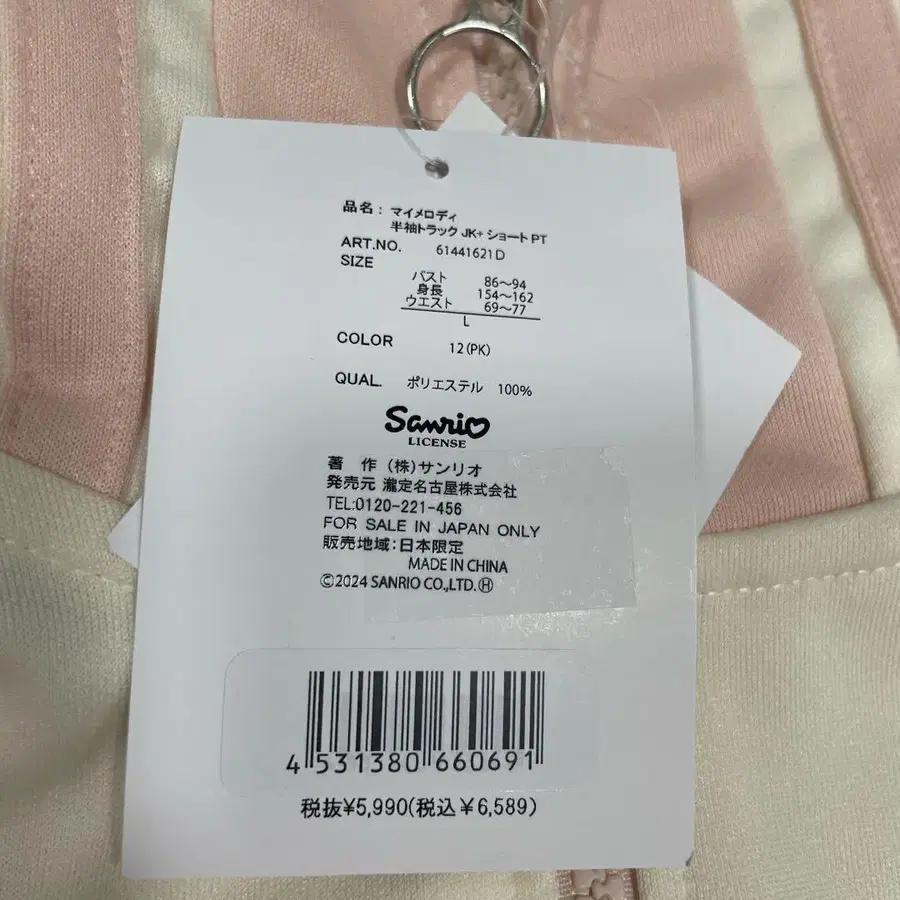 品名：マイメロディ
半袖トラック JK+ ショート PT
ART.NO. 61441621D
SIZE
バスト 86～94
身長 154～162
ウエスト 69～77
L
COLOR 12(PK)
QUAL. ポリエステル 100%
Sanrio
LICENSE
著 作 (株)サンリオ
発売元 瀧定名古屋株式会社
TEL:0120-221-456
FOR SALE IN JAPAN ONLY
販売地域：日本限定
MADE IN CHINA
©2024 SANRIO CO.,LTD. Ⓗ
4 531380 660691
税抜¥5,990(税込¥6,589)